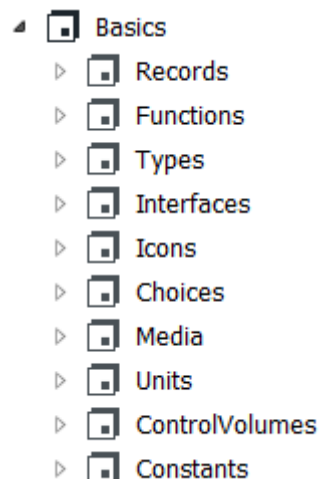 Basics
Records
Functions
Types
Interfaces
Icons
Choices
Media
Units
ControlVolumes
Constants